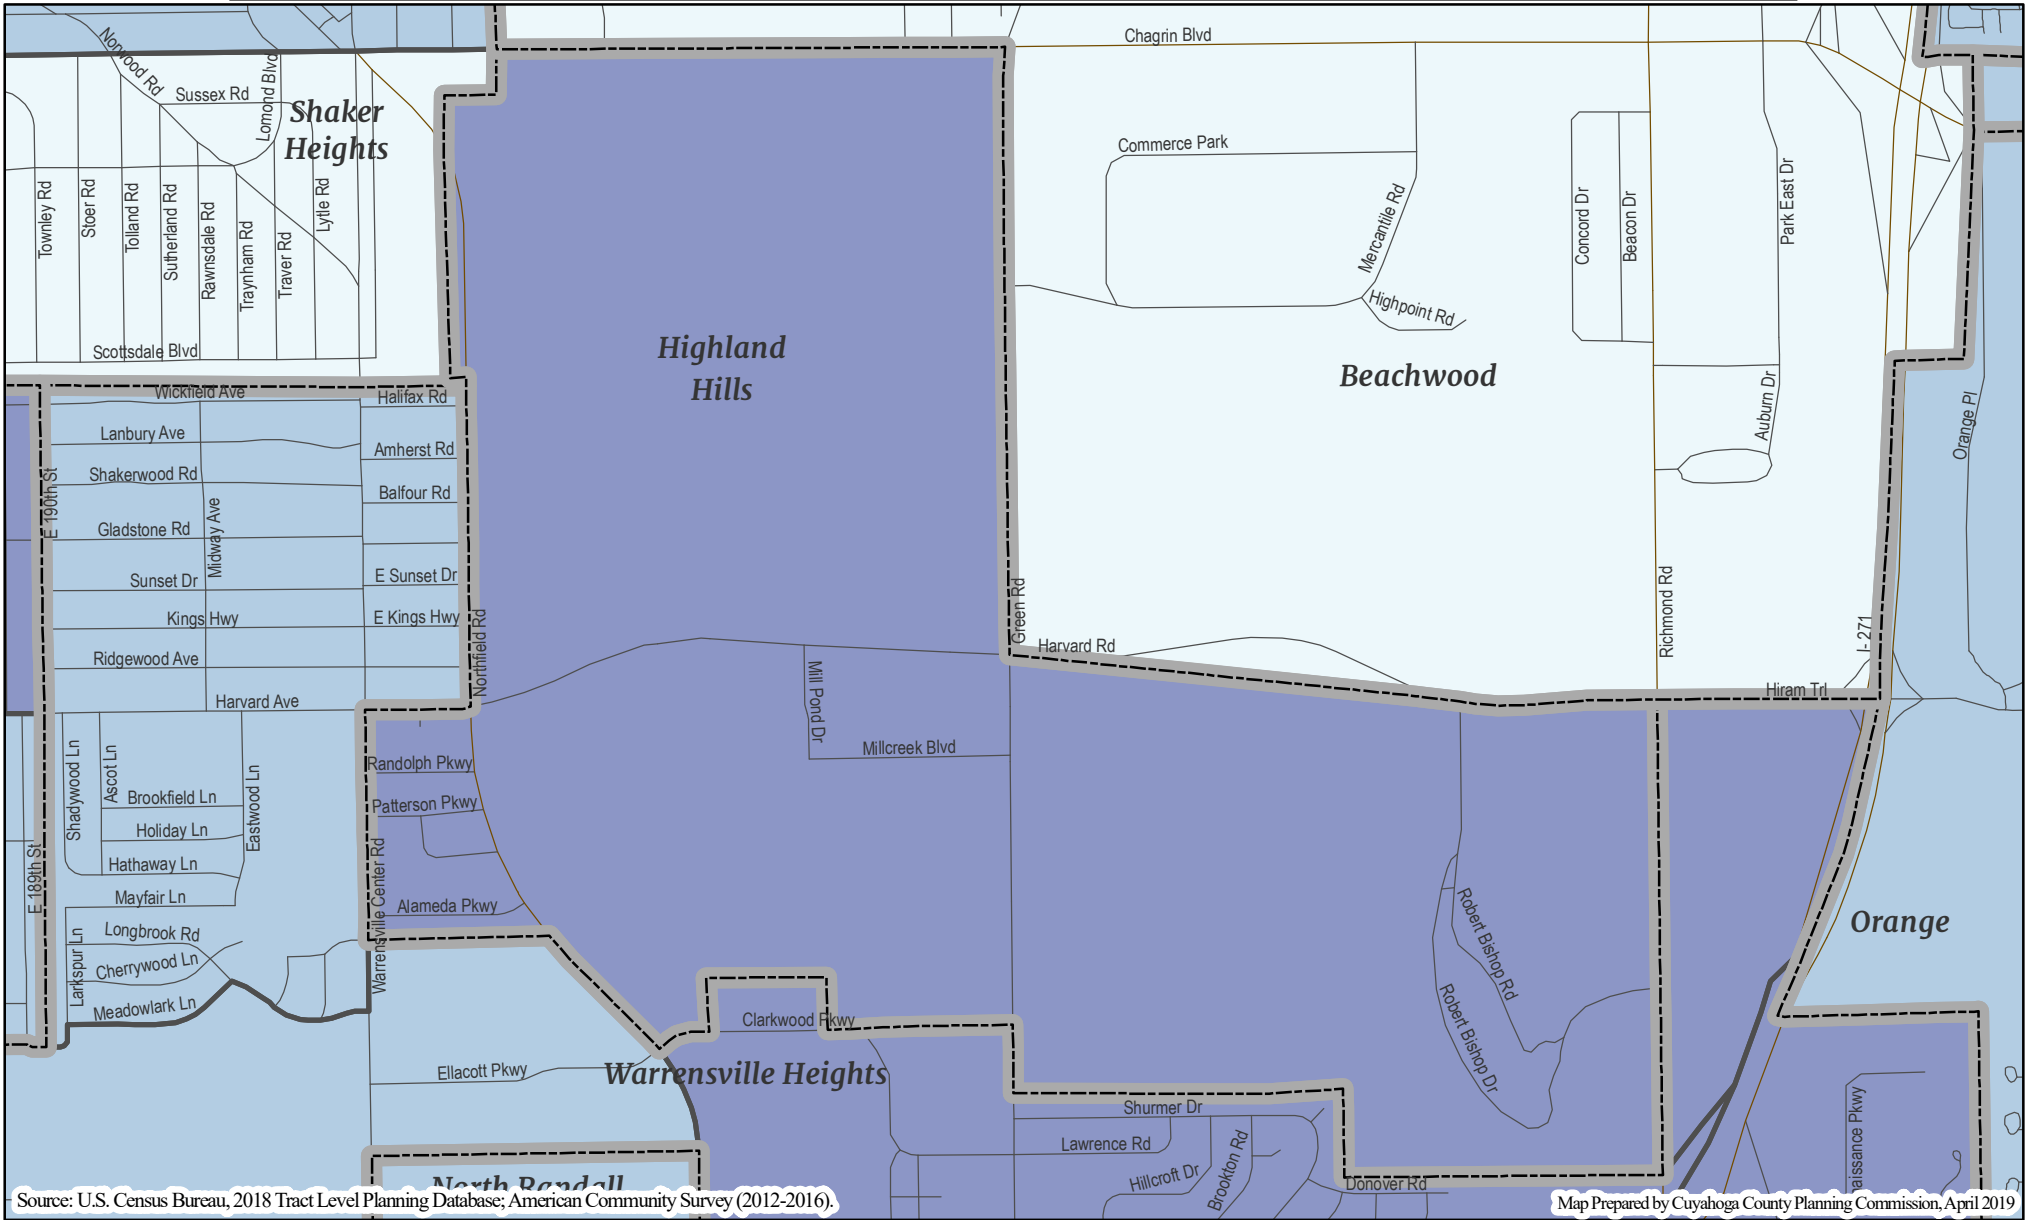 Chagrin Blvd
Norwood Rd
Sussex Rd
Lomond Blvd
Shaker
Heights
Commerce Park
Mercantile Rd
Highpoint Rd
Concord Dr
Beacon Dr
Park East Dr
Townley Rd
Stoer Rd
Tolland Rd
Sutherland Rd
Rawnsdale Rd
Traynham Rd
Traver Rd
Lytle Rd
Scottsdale Blvd
Highland
Hills
Beachwood
Auburn Dr
Orange Pl
Wickfield Ave
Halifax Rd
Lanbury Ave
Amherst Rd
Shakerwood Rd
Balfour Rd
E 190th St
Midway Ave
Gladstone Rd
Sunset Dr
E Sunset Dr
Kings Hwy
E Kings Hwy
Northfield Rd
Ridgewood Ave
Harvard Ave
Green Rd
Harvard Rd
Richmond Rd
I-271
Hiram Trl
Mill Pond Dr
Millcreek Blvd
Shadywood Ln
Ascot Ln
Eastwood Ln
Brookfield Ln
Holiday Ln
Hathaway Ln
Mayfair Ln
E 189th St
Randolph Pkwy
Patterson Pkwy
Warrensville Center Rd
Alameda Pkwy
Longbrook Rd
Larkspur Ln
Cherrywood Ln
Meadowlark Ln
Robert Bishop Rd
Robert Bishop Dr
Orange
Clarkwood Pkwy
Ellacott Pkwy
Warrensville Heights
Shurmer Dr
Lawrence Rd
Hillcroft Dr
Brookton Rd
Donover Rd
aissance Pkwy
North Randall
Source: U.S. Census Bureau, 2018 Tract Level Planning Database; American Community Survey (2012-2016).
Map Prepared by Cuyahoga County Planning Commission, April 2019